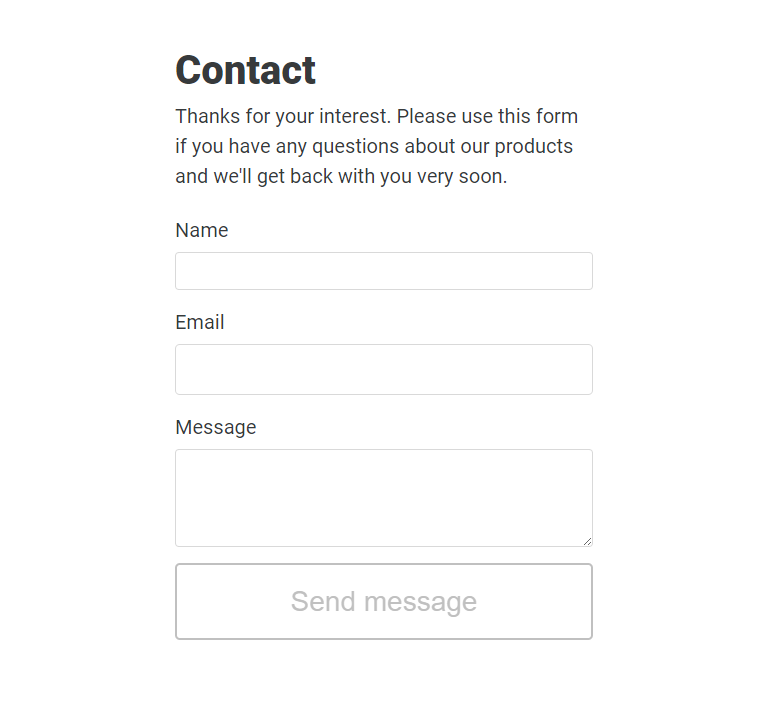 Contact
Thanks for your interest. Please use this form
if you have any questions about our products
and we'll get back with you very soon.
Name
Email
Message
Send message